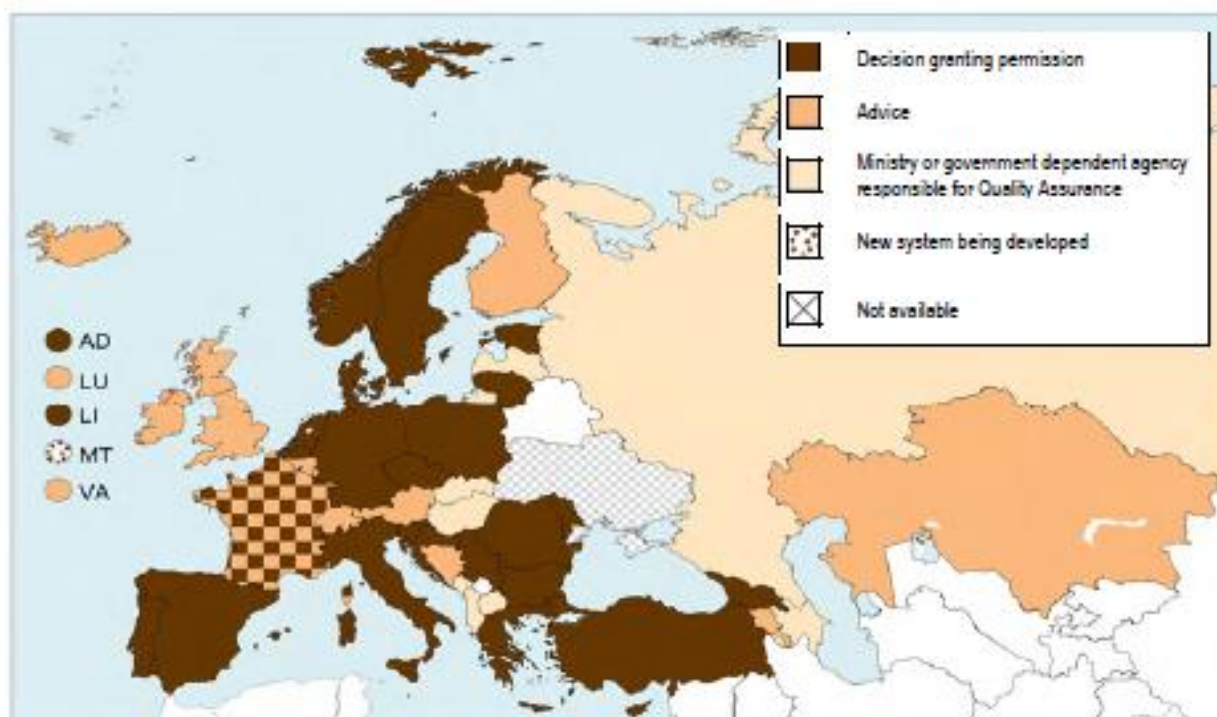 Decision granting permission
Advice
Ministry or government dependent agency
responsible for Quality Assurance
New system being developed
Not available
AD
LU
LI
MT
VA